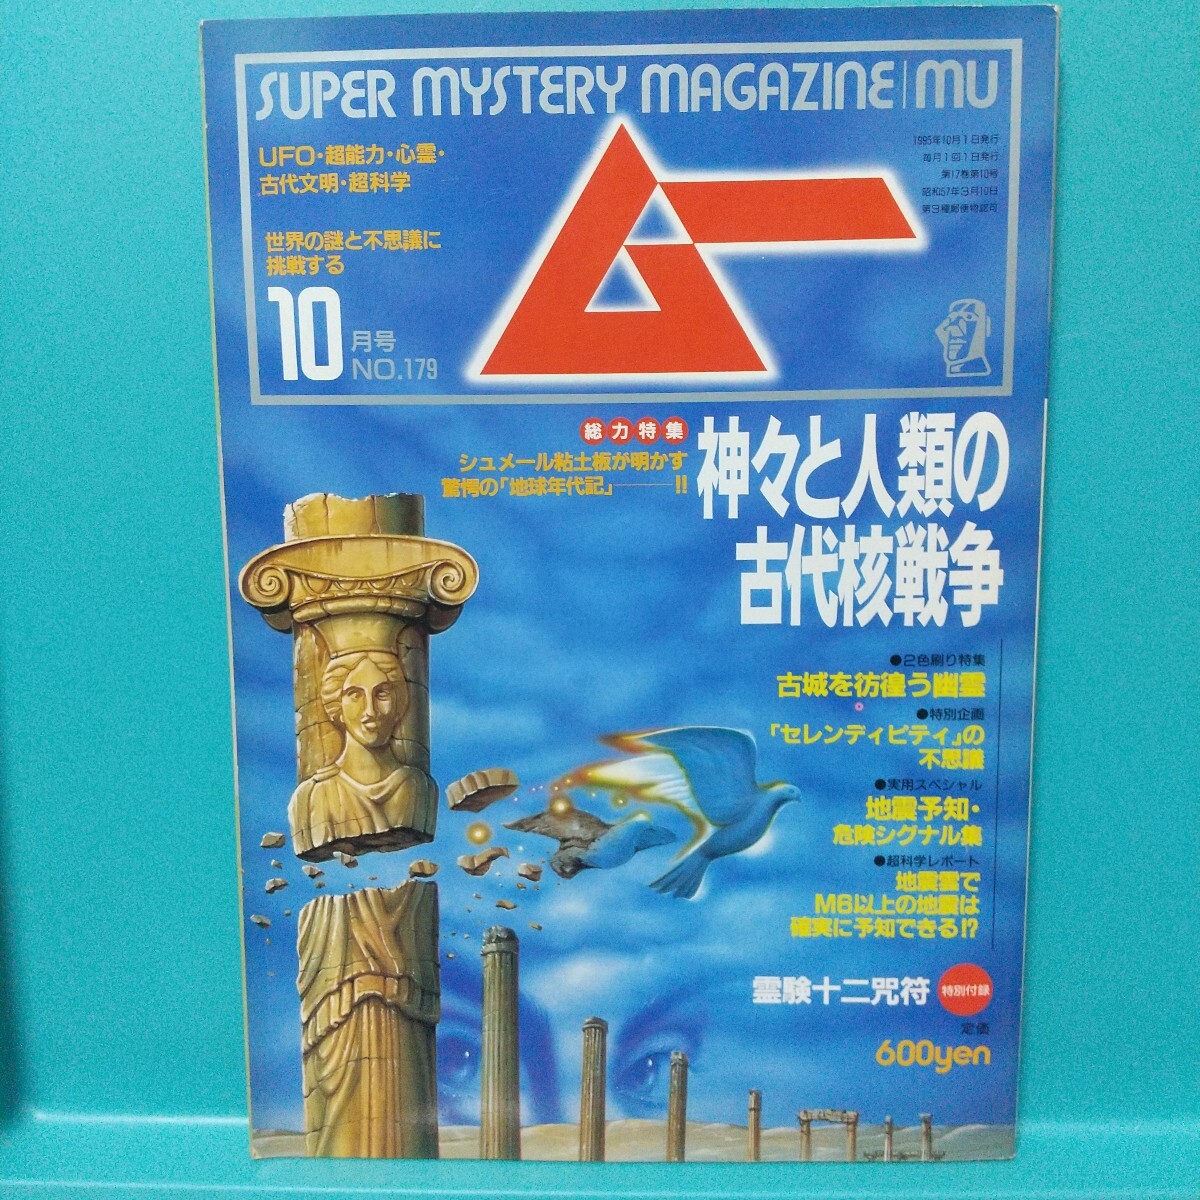 SUPER MYSTERY MAGAZINE|MU
UFO・超能力・心霊・
古代文明・超科学
世界の謎と不思議に
挑戦する
10
月号
NO.179
ムー
1995年10月1日発行
毎月1回1日発行
第17巻第10号
昭和57年3月10日
第3種郵便物認可
総力特集
シュメール粘土板が明かす
驚愕の「地球年代記」――!!
神々と人類の
古代核戦争
●2色刷り特集
古城を彷徨う幽霊
●特別企画
「セレンディピティ」の
不思議
●実用スペシャル
地震予知・
危険シグナル集
●超科学レポート
地震雲で
M6以上の地震は
確実に予知できる!?
霊験十二咒符
特別付録
定価
600yen